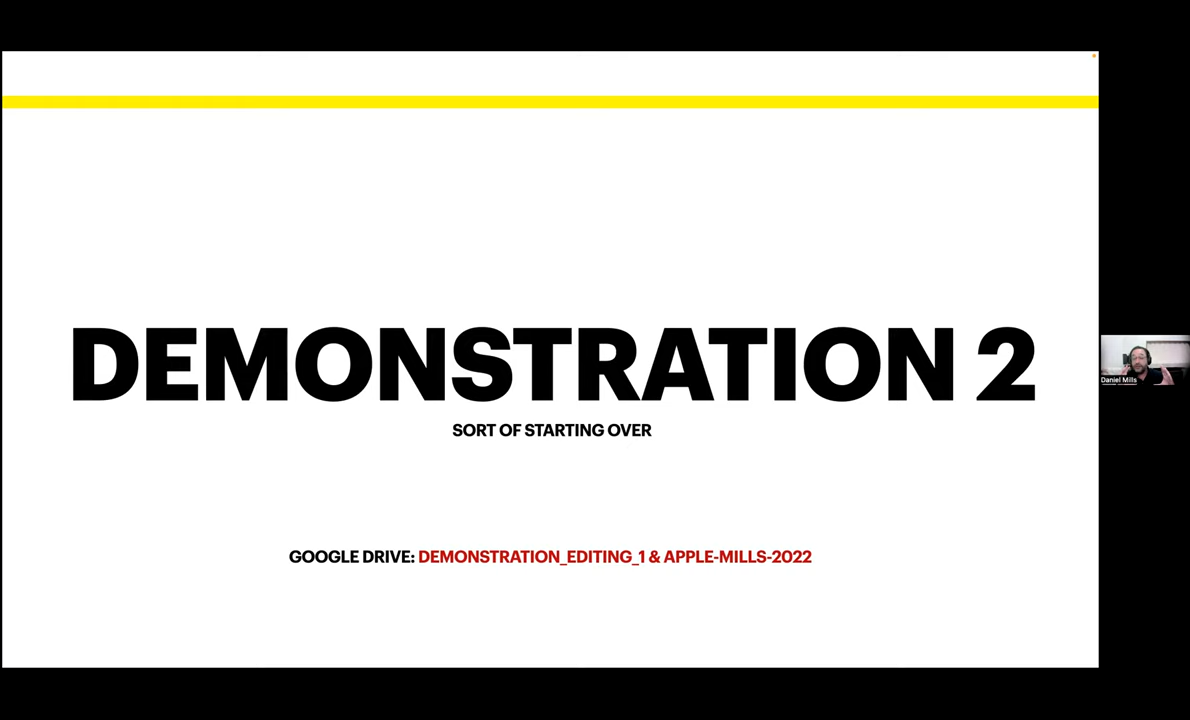 DEMONSTRATION 2
SORT OF STARTING OVER
GOOGLE DRIVE: DEMONSTRATION_EDITING_1 & APPLE-MILLS-2022
Daniel Mills